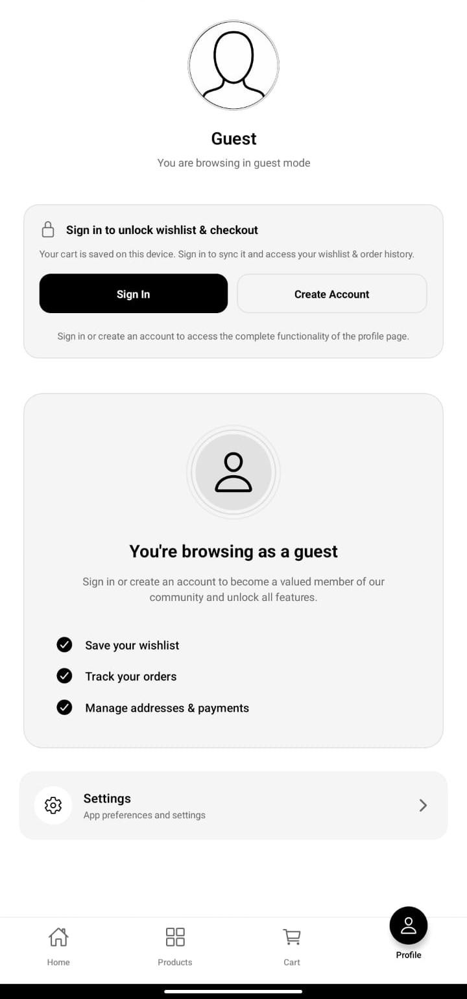 Guest
You are browsing in guest mode
Sign in to unlock wishlist & checkout
Your cart is saved on this device. Sign in to sync it and access your wishlist & order history.
Sign In
Create Account
Sign in or create an account to access the complete functionality of the profile page.
You're browsing as a guest
Sign in or create an account to become a valued member of our
community and unlock all features.
Save your wishlist
Track your orders
Manage addresses & payments
Settings
App preferences and settings
Home
Products
Cart
Profile